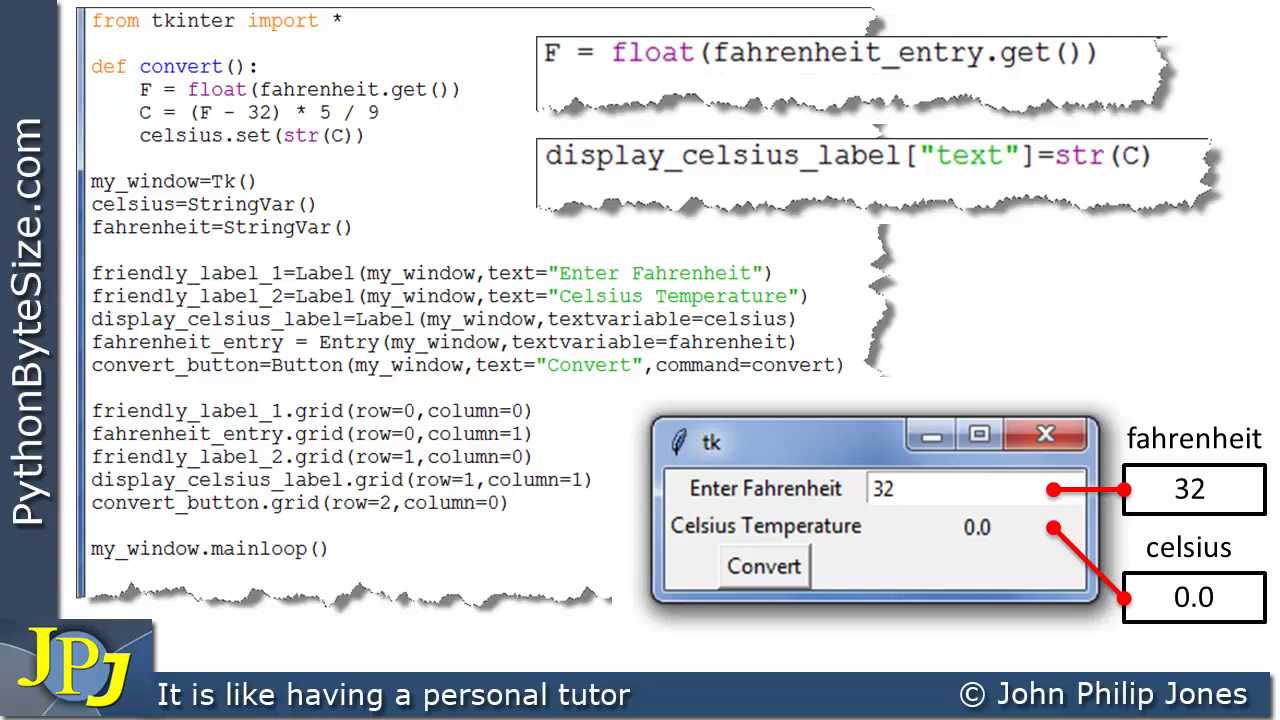 PythonByteSize.com
from tkinter import *
def convert():
F = float(fahrenheit.get())
C = (F - 32) * 5 / 9
celsius.set(str(C))
my_window=Tk()
celsius=StringVar()
fahrenheit=StringVar()
friendly_label_1=Label(my_window,text="Enter Fahrenheit")
friendly_label_2=Label(my_window,text="Celsius Temperature")
display_celsius_label=Label(my_window,textvariable=celsius)
fahrenheit_entry = Entry(my_window,textvariable=fahrenheit)
convert_button=Button(my_window,text="Convert",command=convert)
friendly_label_1.grid(row=0,column=0)
fahrenheit_entry.grid(row=0,column=1)
friendly_label_2.grid(row=1,column=0)
display_celsius_label.grid(row=1,column=1)
convert_button.grid(row=2,column=0)
my_window.mainloop()
F = float(fahrenheit_entry.get())
display_celsius_label["text"]=str(C)
tk
Enter Fahrenheit 32
Celsius Temperature 0.0
Convert
fahrenheit
32
celsius
0.0
JPJ
It is like having a personal tutor
© John Philip Jones